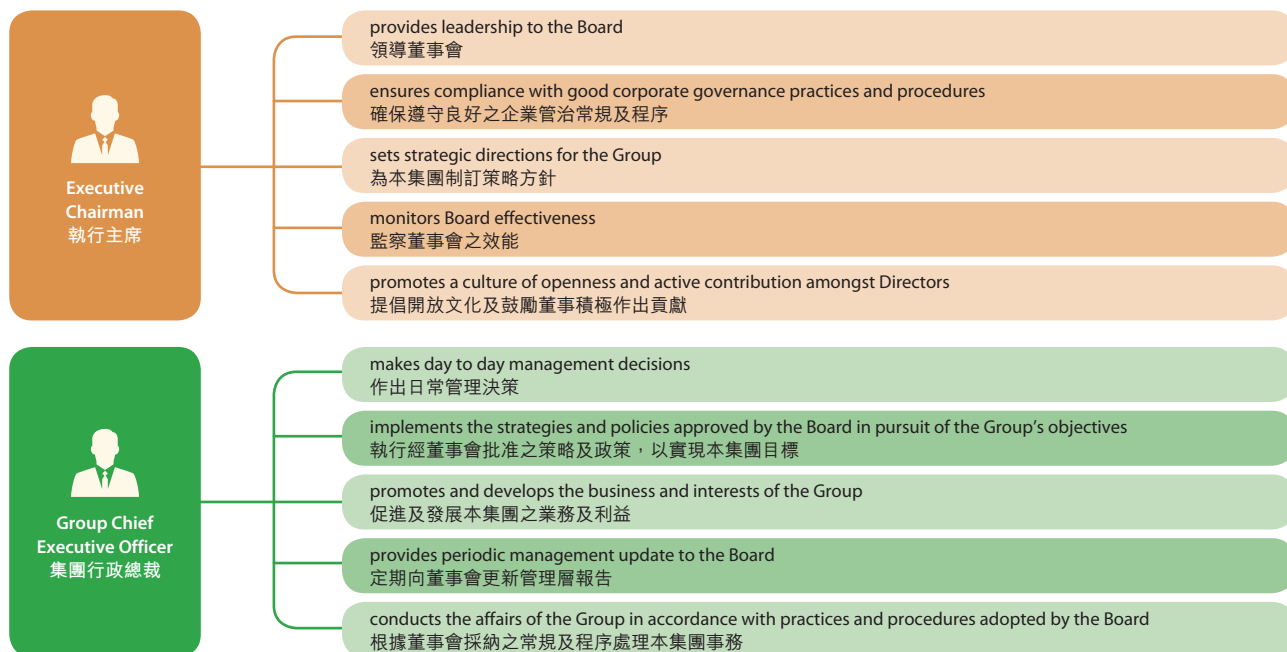 Executive
Chairman
執行主席
provides leadership to the Board
領導董事會
ensures compliance with good corporate governance practices and procedures
確保遵守良好之企業管治常規及程序
sets strategic directions for the Group
為本集團制訂策略方針
monitors Board effectiveness
監察董事會之效能
promotes a culture of openness and active contribution amongst Directors
提倡開放文化及鼓勵董事積極作出貢獻
Group Chief
Executive Officer
集團行政總裁
makes day to day management decisions
作出日常管理決策
implements the strategies and policies approved by the Board in pursuit of the Group’s objectives
執行經董事會批准之策略及政策，以實現本集團目標
promotes and develops the business and interests of the Group
促進及發展本集團之業務及利益
provides periodic management update to the Board
定期向董事會更新管理層報告
conducts the affairs of the Group in accordance with practices and procedures adopted by the Board
根據董事會採納之常規及程序處理本集團事務